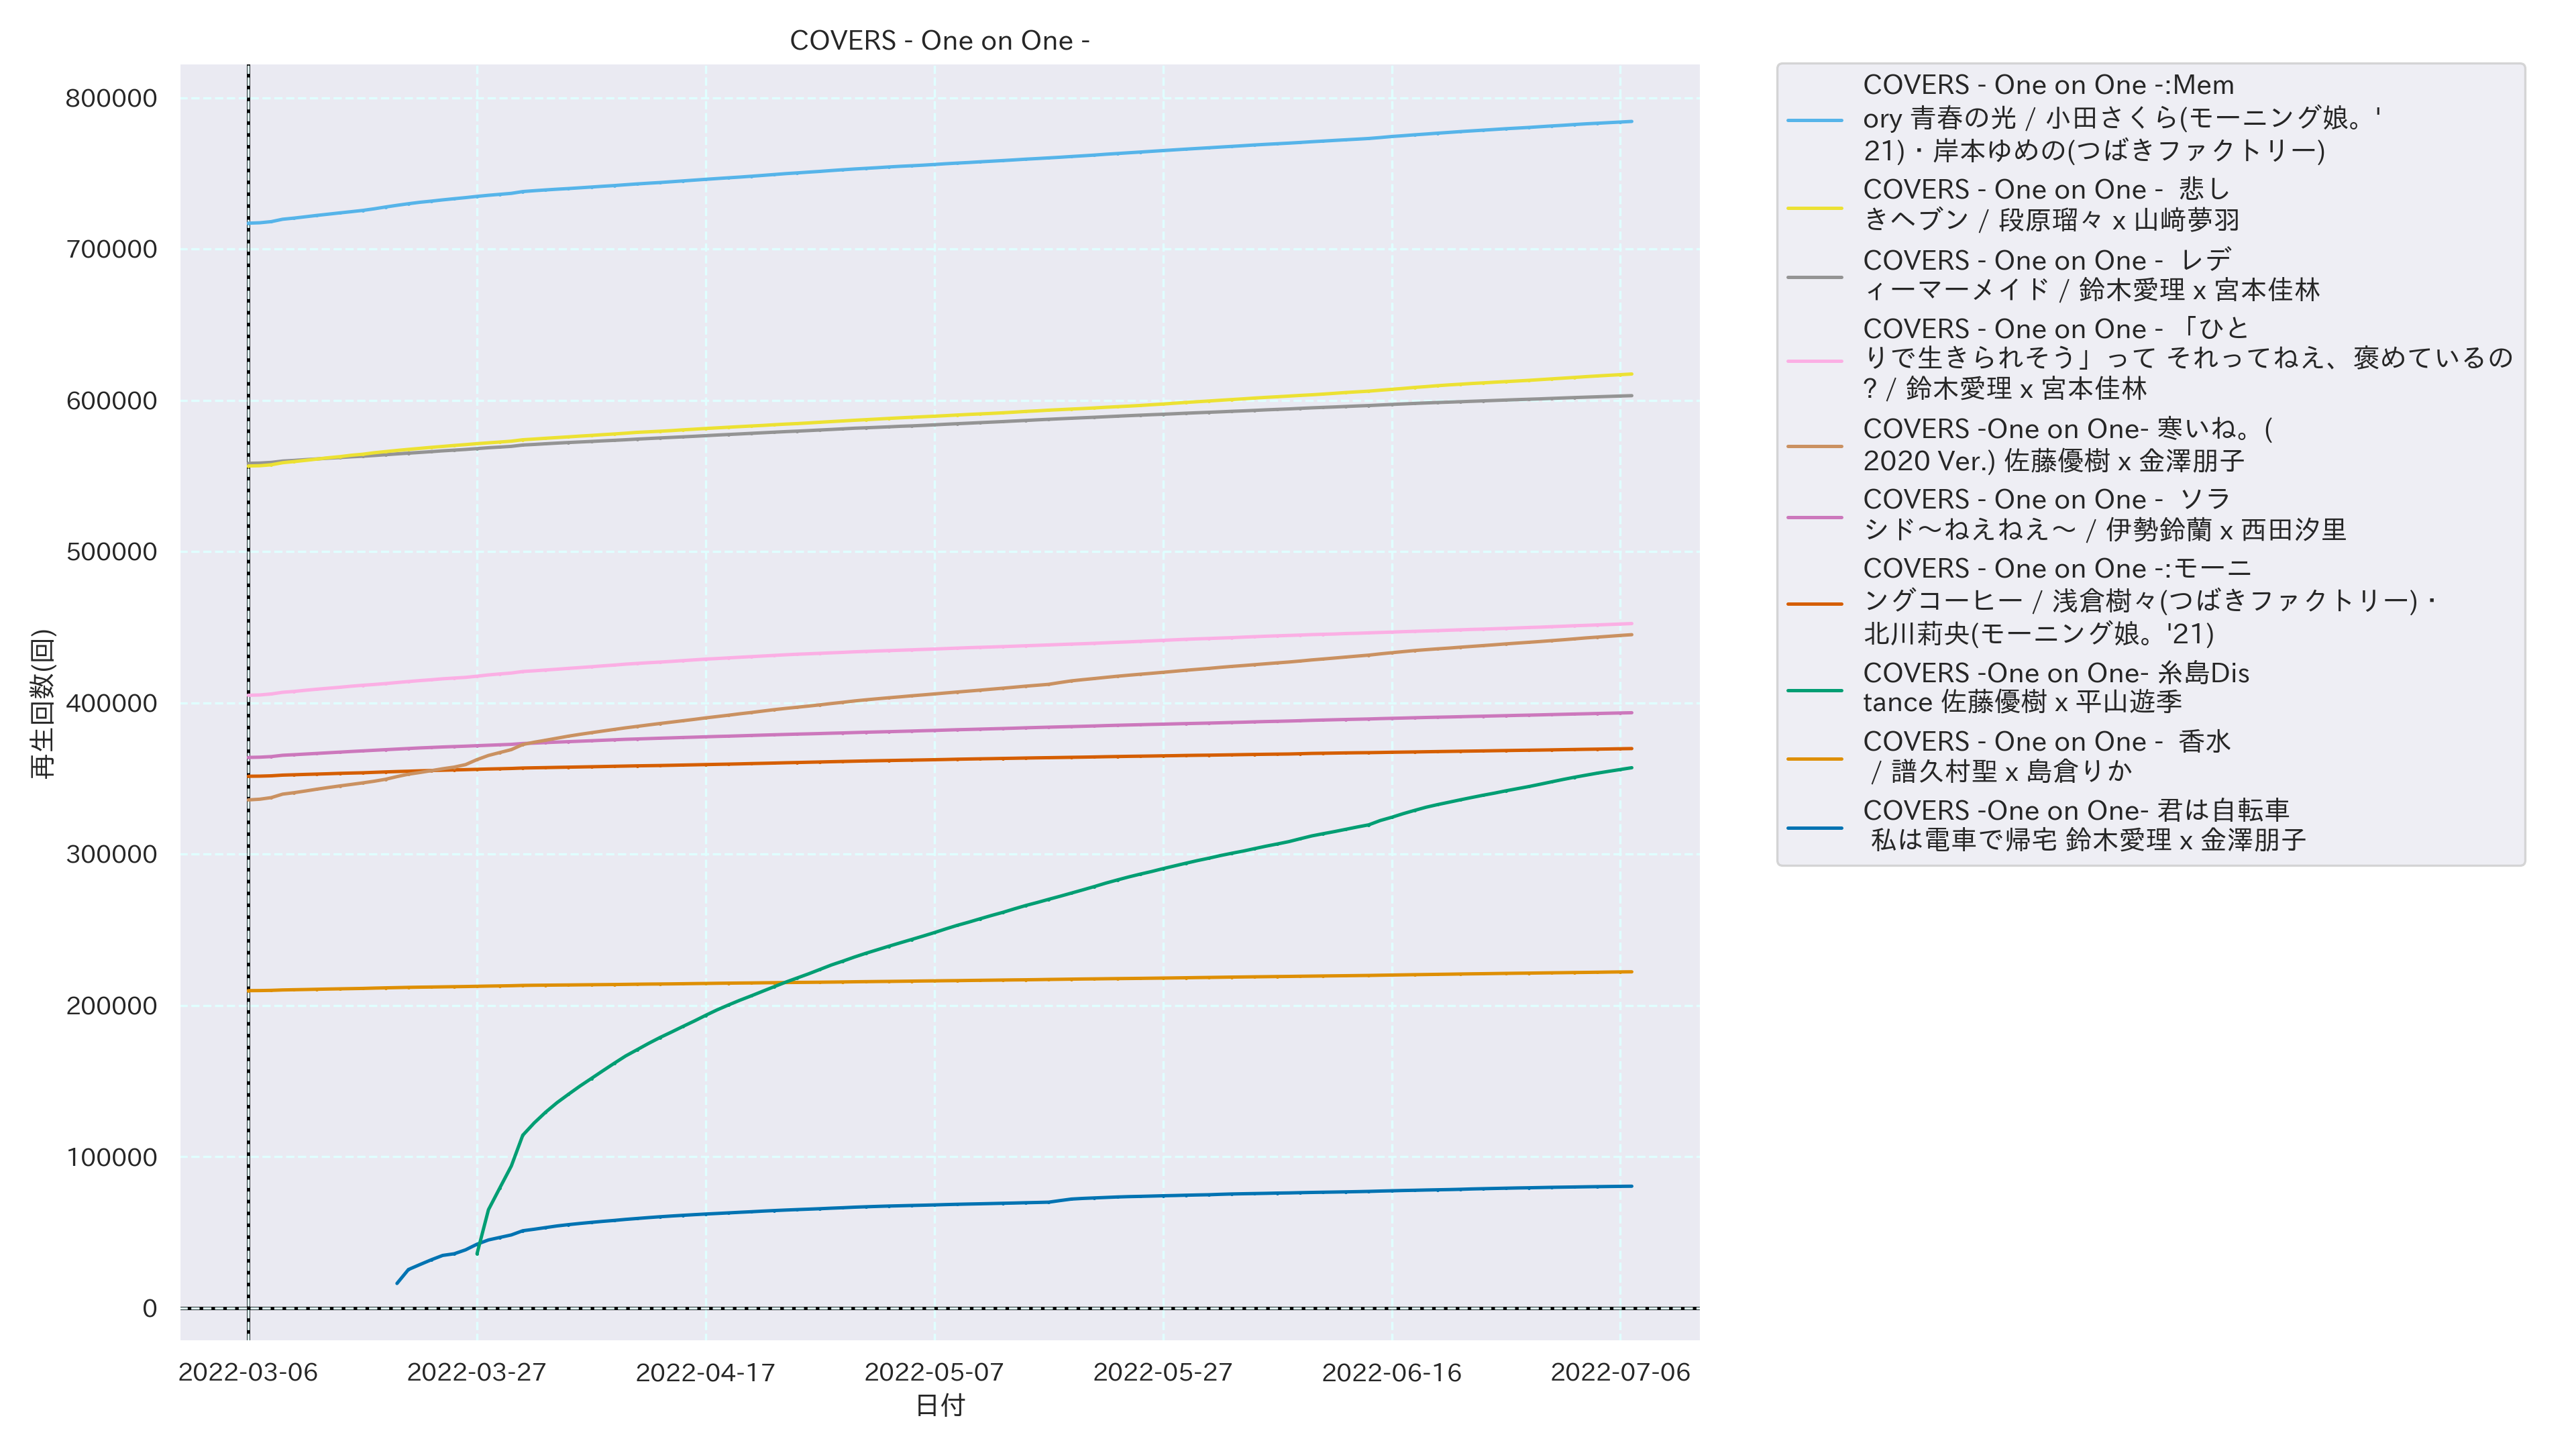 COVERS - One on One -
再生回数(回)
800000
700000
600000
500000
400000
300000
200000
100000
0
2022-03-06
2022-03-27
2022-04-17
2022-05-07
2022-05-27
2022-06-16
2022-07-06
日付
COVERS - One on One -:Mem
ory 青春の光 / 小田さくら(モーニング娘。'
21)・岸本ゆめの(つばきファクトリー)
COVERS - One on One -  悲し
きヘブン / 段原瑠々 x 山﨑夢羽
COVERS - One on One -  レデ
ィーマーメイド / 鈴木愛理 x 宮本佳林
COVERS - One on One - 「ひと
りで生きられそう」って それってねえ、褒めているの
? / 鈴木愛理 x 宮本佳林
COVERS -One on One- 寒いね。(
2020 Ver.) 佐藤優樹 x 金澤朋子
COVERS - One on One -  ソラ
シド～ねえねえ～ / 伊勢鈴蘭 x 西田汐里
COVERS - One on One -:モーニ
ングコーヒー / 浅倉樹々(つばきファクトリー)・
北川莉央(モーニング娘。'21)
COVERS -One on One- 糸島Dis
tance 佐藤優樹 x 平山遊季
COVERS - One on One -  香水
/ 譜久村聖 x 島倉りか
COVERS -One on One- 君は自転車
私は電車で帰宅 鈴木愛理 x 金澤朋子